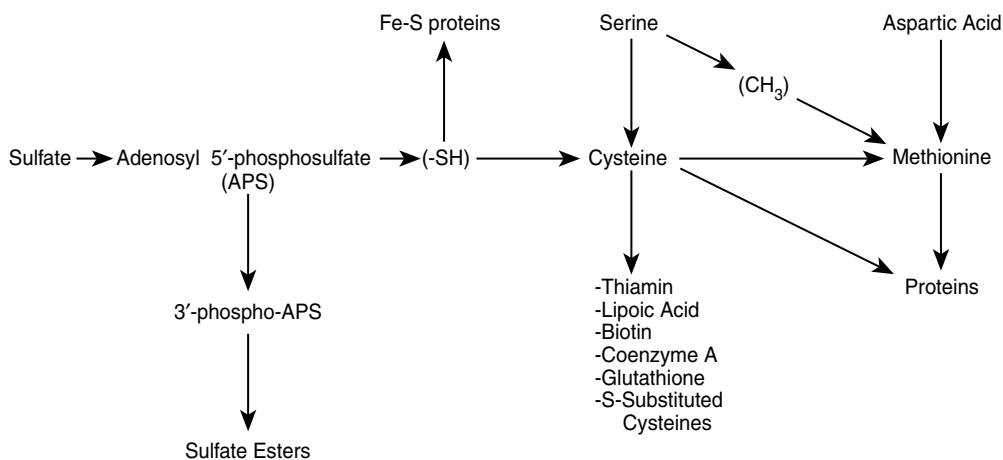 Fe-S proteins
Serine
Aspartic Acid
(CH₃)
Sulfate
Adenosyl 5′-phosphosulfate
(APS)
(-SH)
Cysteine
Methionine
3′-phospho-APS
-Thiamin
-Lipoic Acid
-Biotin
-Coenzyme A
-Glutathione
-S-Substituted
Cysteines
Proteins
Sulfate Esters